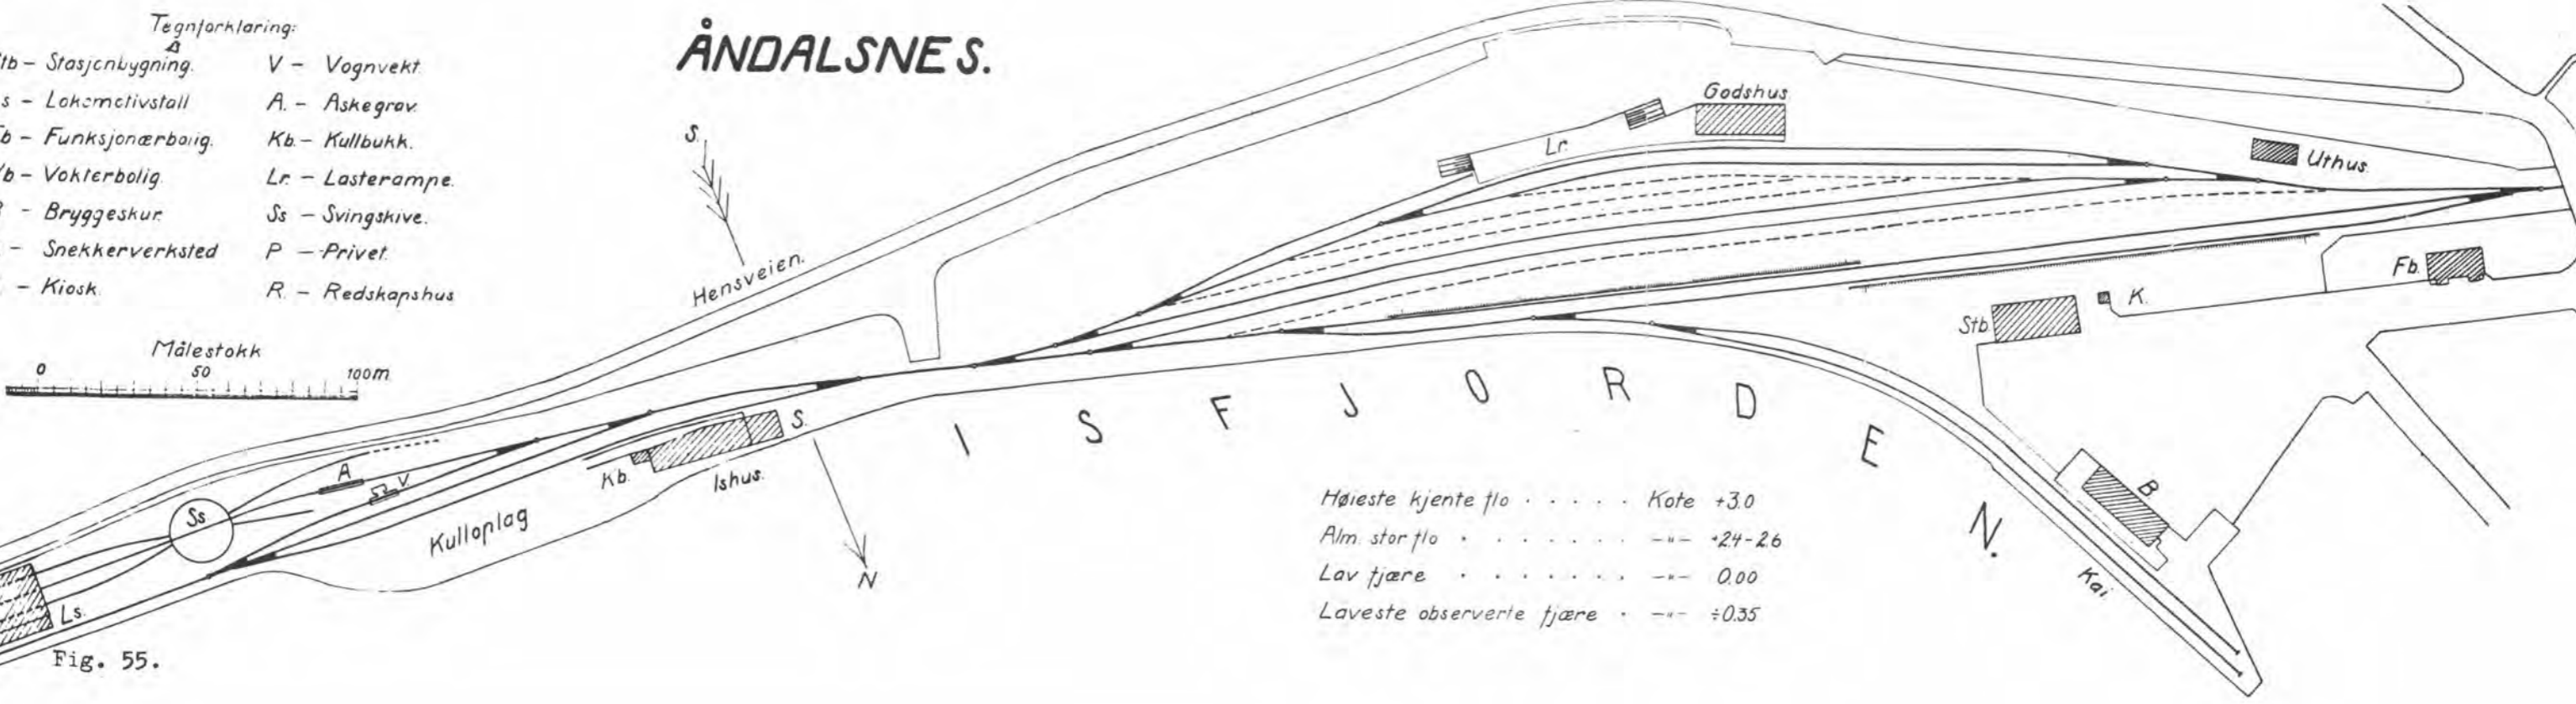 Tegnforklaring:
ÅNDALSNES.
tb – Stasjonbygning.
V – Vognvekt.
s – Lokomotivstall
A. – Askegrav.
b – Funksjonærbolig.
Kb. – Kullbukk.
b – Vokterbolig.
Lr. – Lasterampe.
– Bryggeskur.
Ss – Svingskive.
– Snekkerverksted
P – Privet.
– Kiosk.
R. – Redskapshus
Målestokk
0 50 100m.
S.
Hensveien.
Godshus
Lr.
Uthus.
Fb.
K.
Stb.
I S F J O R D E N.
A
V.
Ss
Kb.
S.
Ishus.
Kulloplag
Ls.
N
B.
Kai.
Høieste kjente flo . . . . . Kote +3.0
Alm. stor flo . . . . . . . –"– +2.4–2.6
Lav fjære . . . . . . . –"– 0.00
Laveste observerte fjære . –"– ÷0.35
Fig. 55.